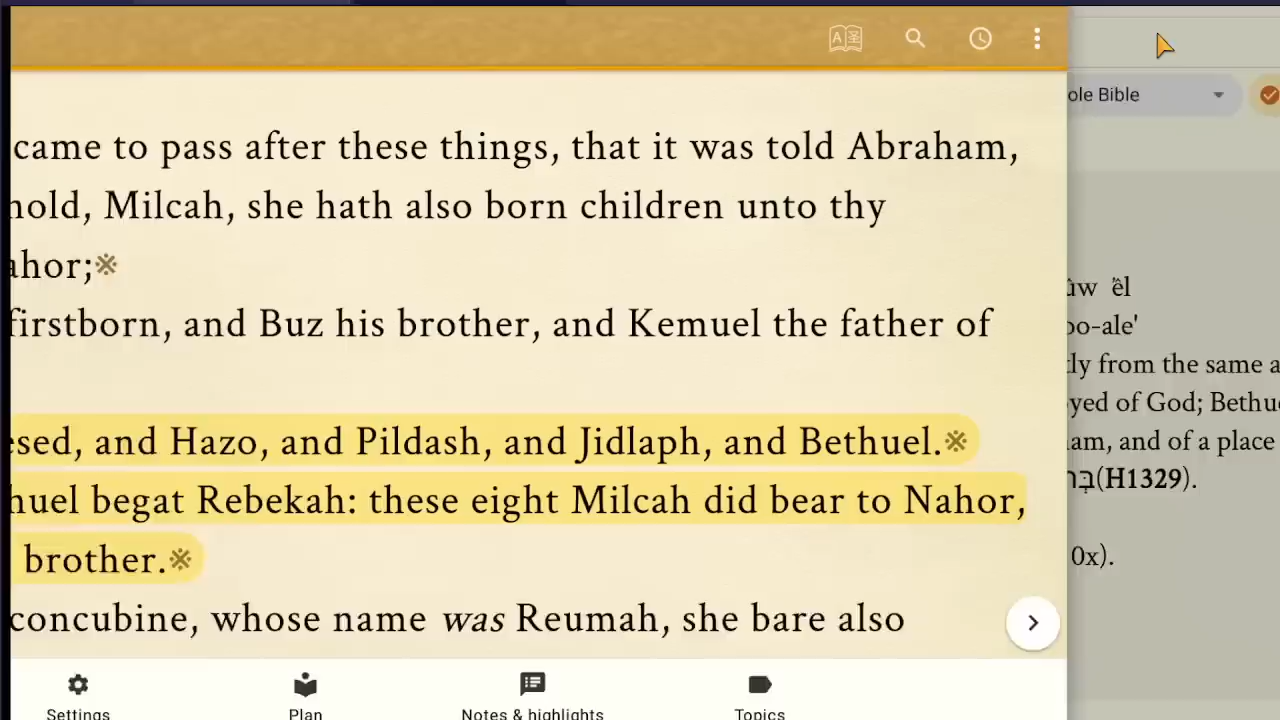 came to pass after these things, that it was told Abraham,
hold, Milcah, she hath also born children unto thy
ahor;※
firstborn, and Buz his brother, and Kemuel the father of
esed, and Hazo, and Pildash, and Jidlaph, and Bethuel.※
huel begat Rebekah: these eight Milcah did bear to Nahor,
brother.※
concubine, whose name was Reumah, she bare also
Settings
Plan
Notes & highlights
Topics
ole Bible
oo-ale'
tly from the same a
oyed of God; Bethu
am, and of a place
(H1329).
0x).